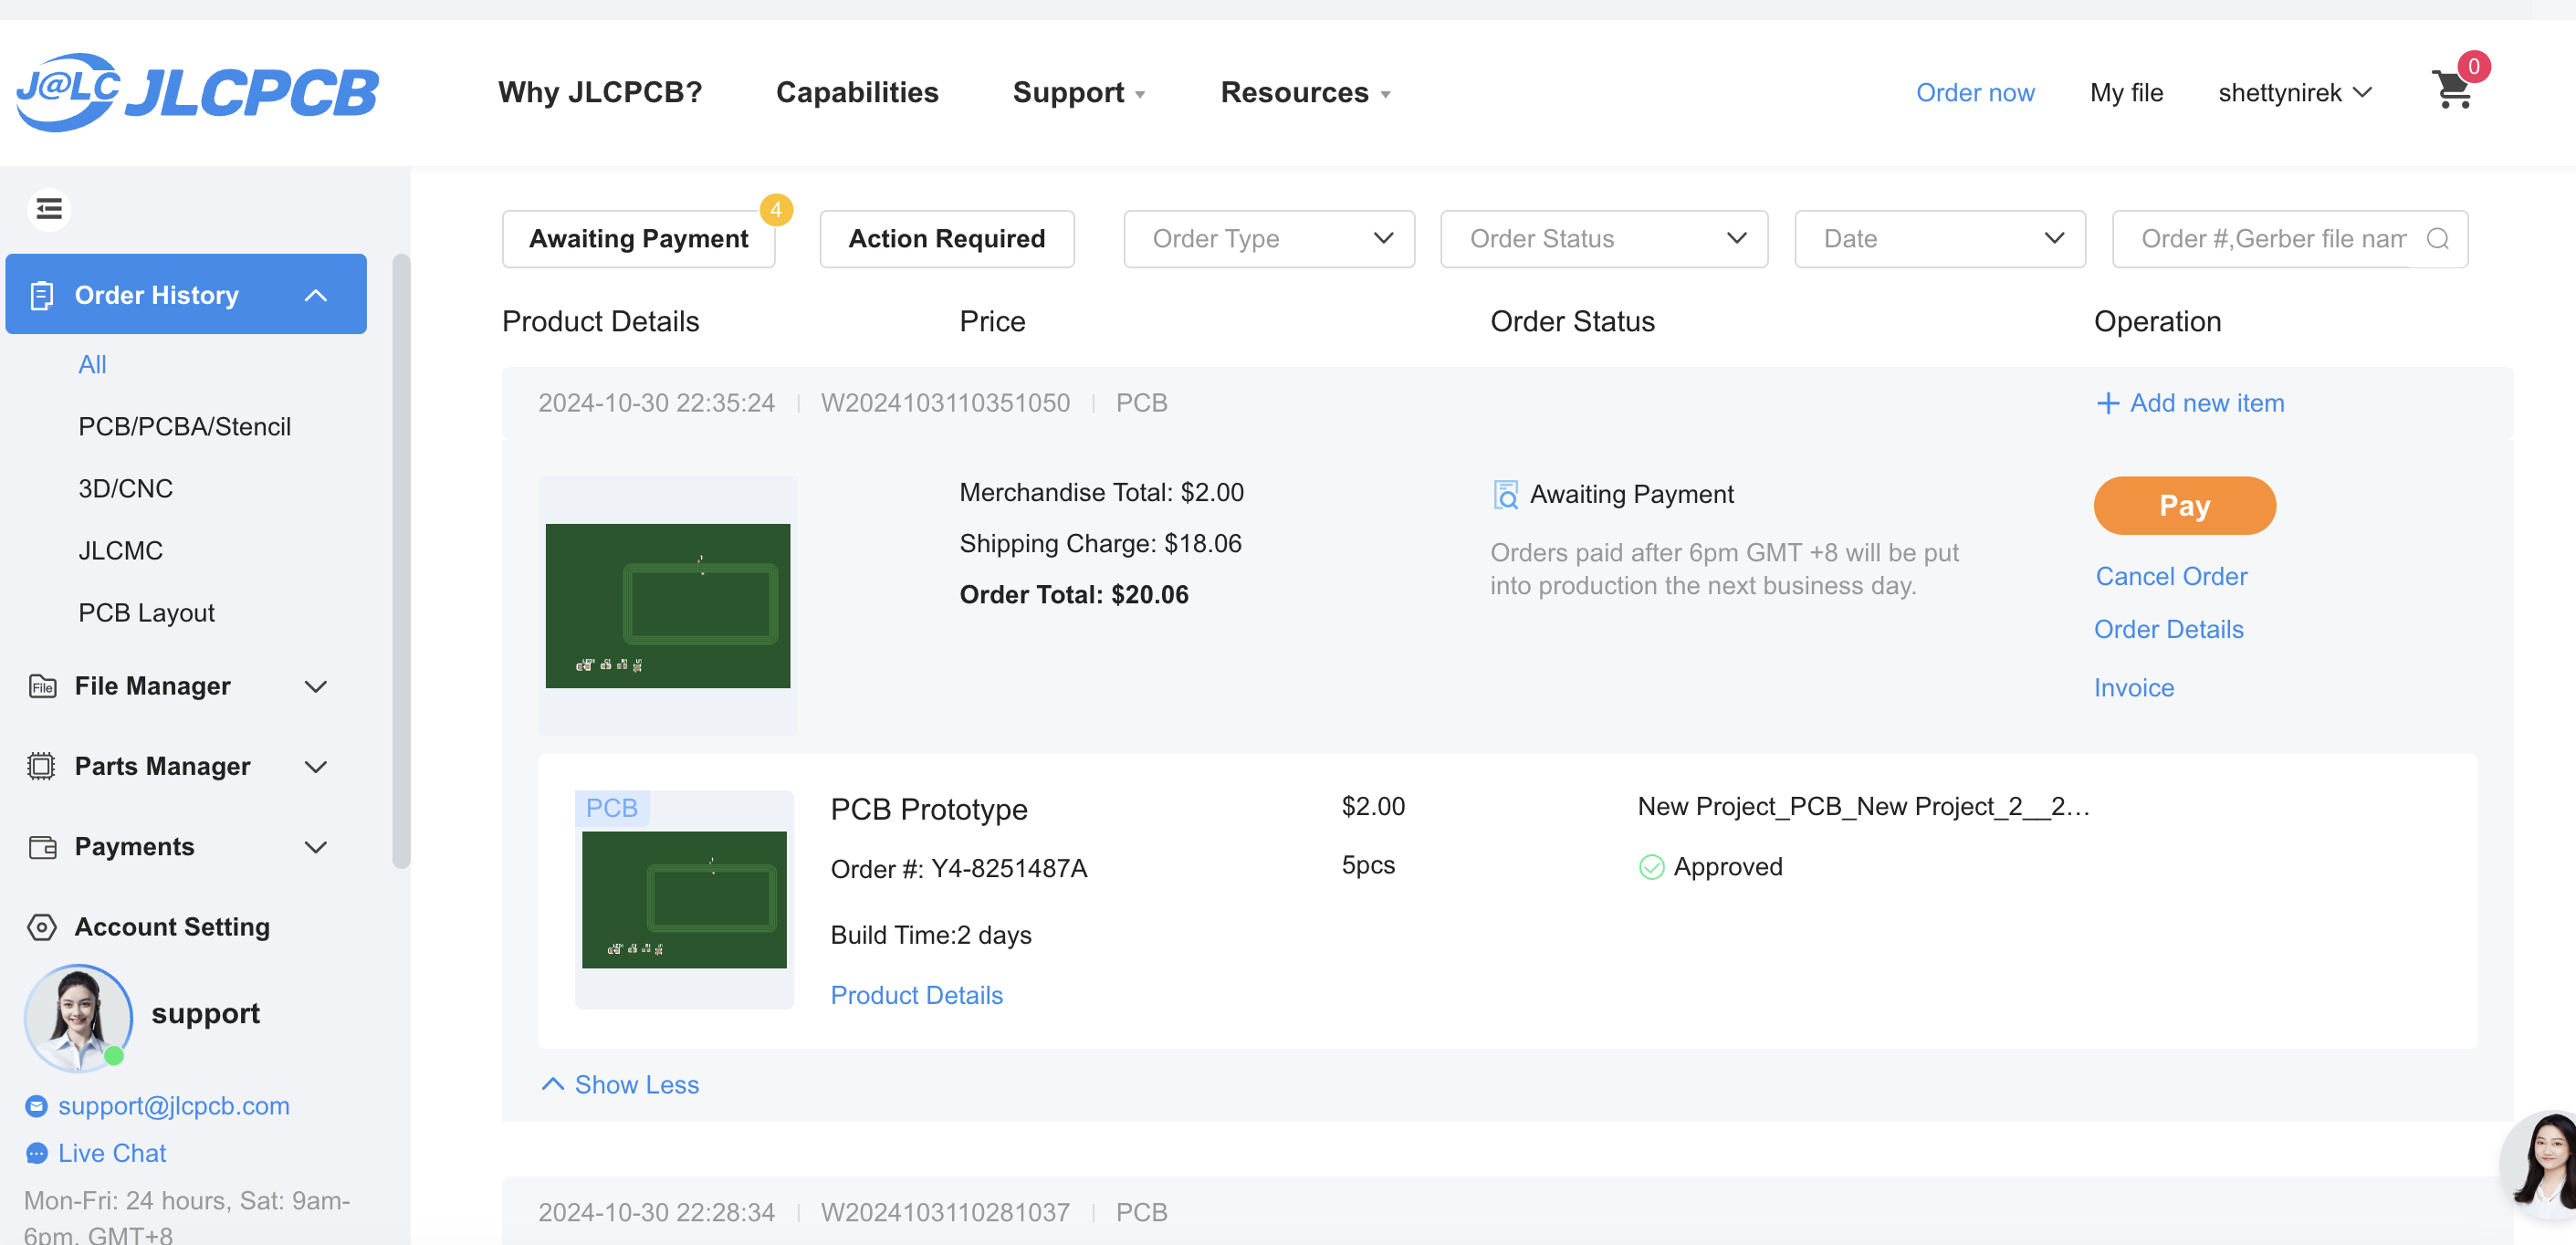 J@LC JLCPCB
Why JLCPCB?
Capabilities
Support
Resources
Order now
My file
shettynirek
0
Order History
All
PCB/PCBA/Stencil
3D/CNC
JLCMC
PCB Layout
File
File Manager
Parts Manager
Payments
Account Setting
support
support@jlcpcb.com
Live Chat
Mon-Fri: 24 hours, Sat: 9am-
6pm, GMT+8
Awaiting Payment
4
Action Required
Order Type
Order Status
Date
Order #,Gerber file nam
Product Details
Price
Order Status
Operation
2024-10-30 22:35:24 | W2024103110351050 | PCB
+ Add new item
Merchandise Total: $2.00
Shipping Charge: $18.06
Order Total: $20.06
Awaiting Payment
Orders paid after 6pm GMT +8 will be put
into production the next business day.
Pay
Cancel Order
Order Details
Invoice
PCB
PCB Prototype
Order #: Y4-8251487A
Build Time:2 days
Product Details
$2.00
5pcs
New Project_PCB_New Project_2__2...
Approved
Show Less
2024-10-30 22:28:34 | W2024103110281037 | PCB